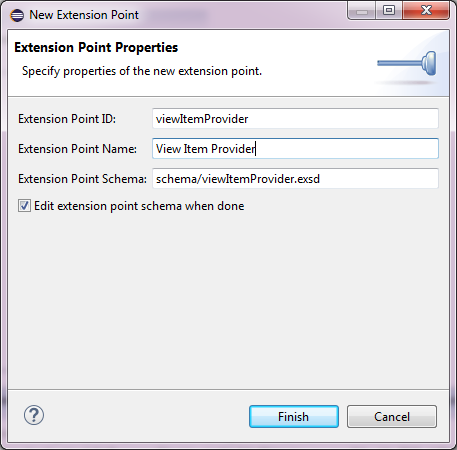 New Extension Point
Extension Point Properties
Specify properties of the new extension point.
Extension Point ID: viewItemProvider
Extension Point Name: View Item Provider
Extension Point Schema: schema/viewItemProvider.exsd
Edit extension point schema when done
? Finish Cancel